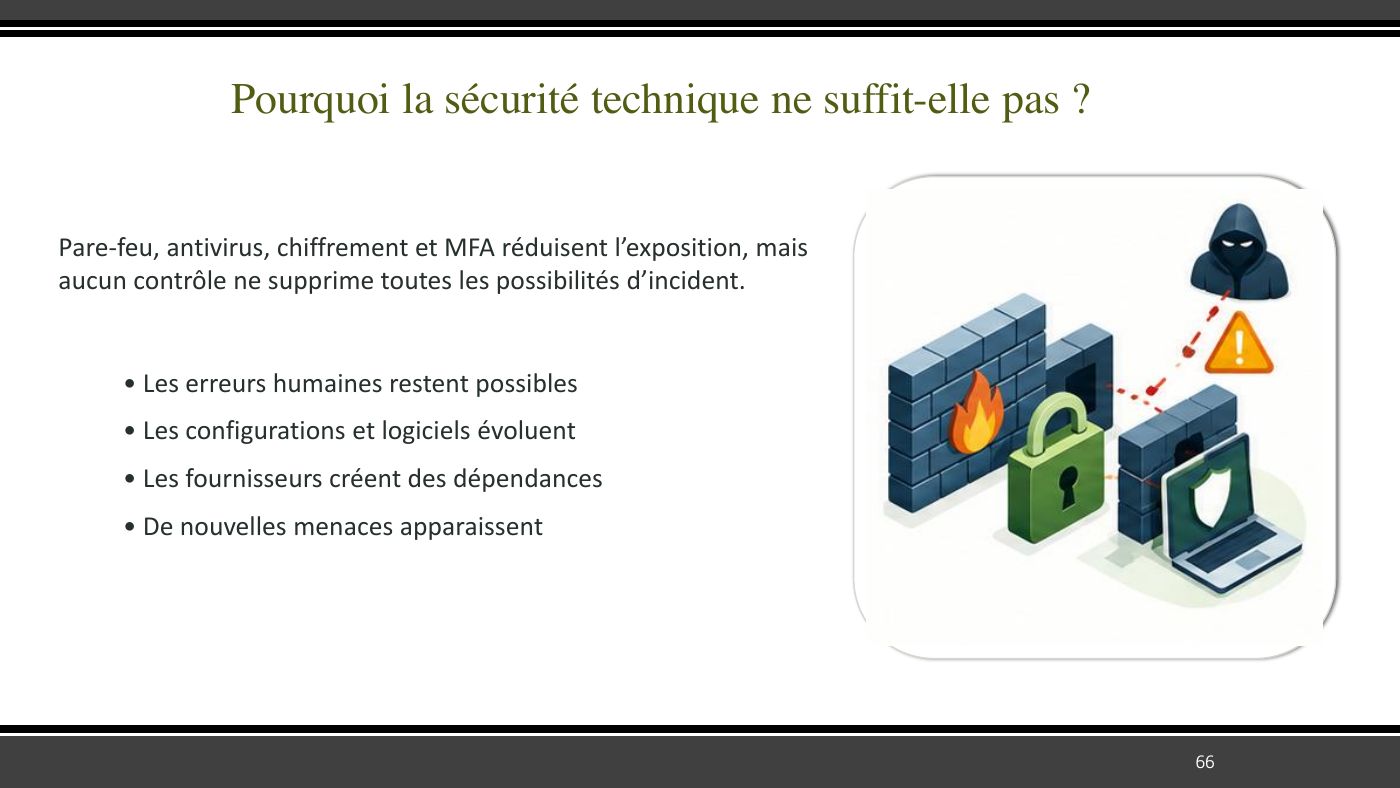 Pourquoi la sécurité technique ne suffit-elle pas ?
Pare-feu, antivirus, chiffrement et MFA réduisent l’exposition, mais
aucun contrôle ne supprime toutes les possibilités d’incident.
• Les erreurs humaines restent possibles
• Les configurations et logiciels évoluent
• Les fournisseurs créent des dépendances
• De nouvelles menaces apparaissent
66